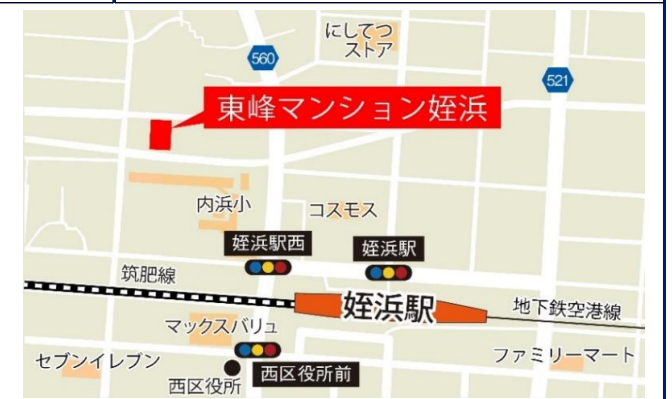 にしてつ
ストア
560
521
東峰マンション姪浜
内浜小
コスモス
姪浜駅西
姪浜駅
筑肥線
姪浜駅
地下鉄空港線
マックスバリュ
セブンイレブン
ファミリーマート
西区役所前
西区役所